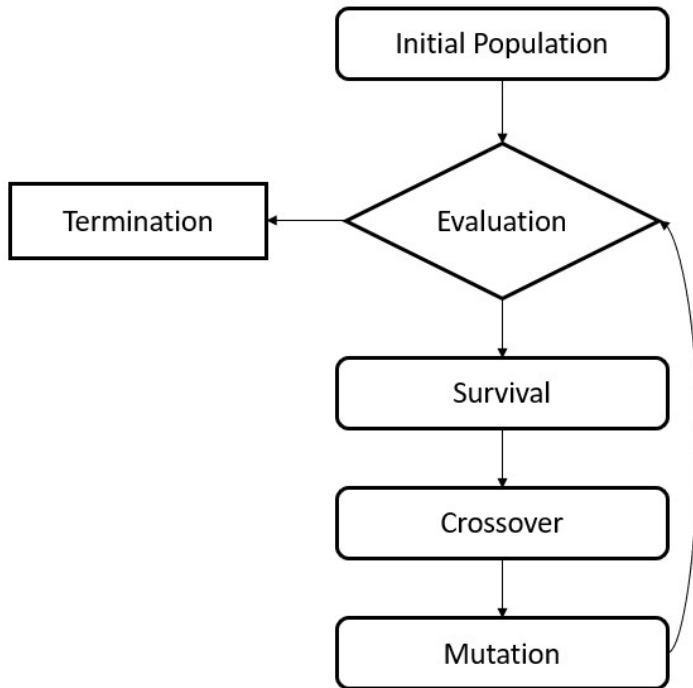 Initial Population
Termination
Evaluation
Survival
Crossover
Mutation